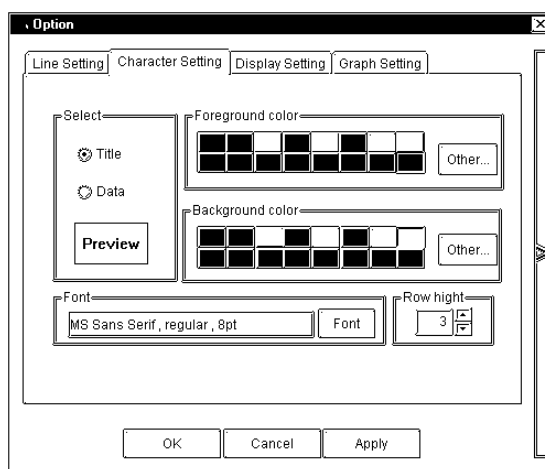 Option
Line Setting Character Setting Display Setting Graph Setting
Select
Title
Data
Preview
Foreground color
Other...
Background color
Other...
Font
MS Sans Serif , regular , 8pt
Font
Row hight
3
OK Cancel Apply